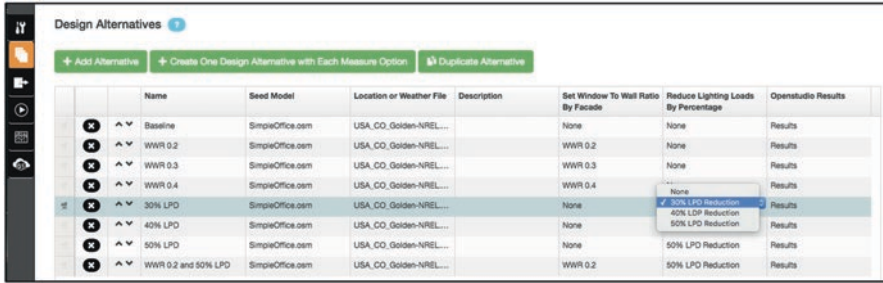 Design Alternatives ?
+ Add Alternative + Create One Design Alternative with Each Measure Option Duplicate Alternative
Name Seed Model Location or Weather File Description Set Window To Wall Ratio By Facade Reduce Lighting Loads By Percentage Openstudio Results
Baseline SimpleOffice.osm USA_CO_Golden-NREL.... None None Results
WWR 0.2 SimpleOffice.osm USA_CO_Golden-NREL.... WWR 0.2 None Results
WWR 0.3 SimpleOffice.osm USA_CO_Golden-NREL.... WWR 0.3 None Results
WWR 0.4 SimpleOffice.osm USA_CO_Golden-NREL.... WWR 0.4 Results
None
30% LPD SimpleOffice.osm USA_CO_Golden-NREL.... None ✓ 30% LPD Reduction Results
40% LPD SimpleOffice.osm USA_CO_Golden-NREL.... None 40% LDP Reduction Results
50% LPD Reduction
50% LPD SimpleOffice.osm USA_CO_Golden-NREL.... None 50% LPD Reduction Results
WWR 0.2 and 50% LPD SimpleOffice.osm USA_CO_Golden-NREL.... WWR 0.2 50% LPD Reduction Results